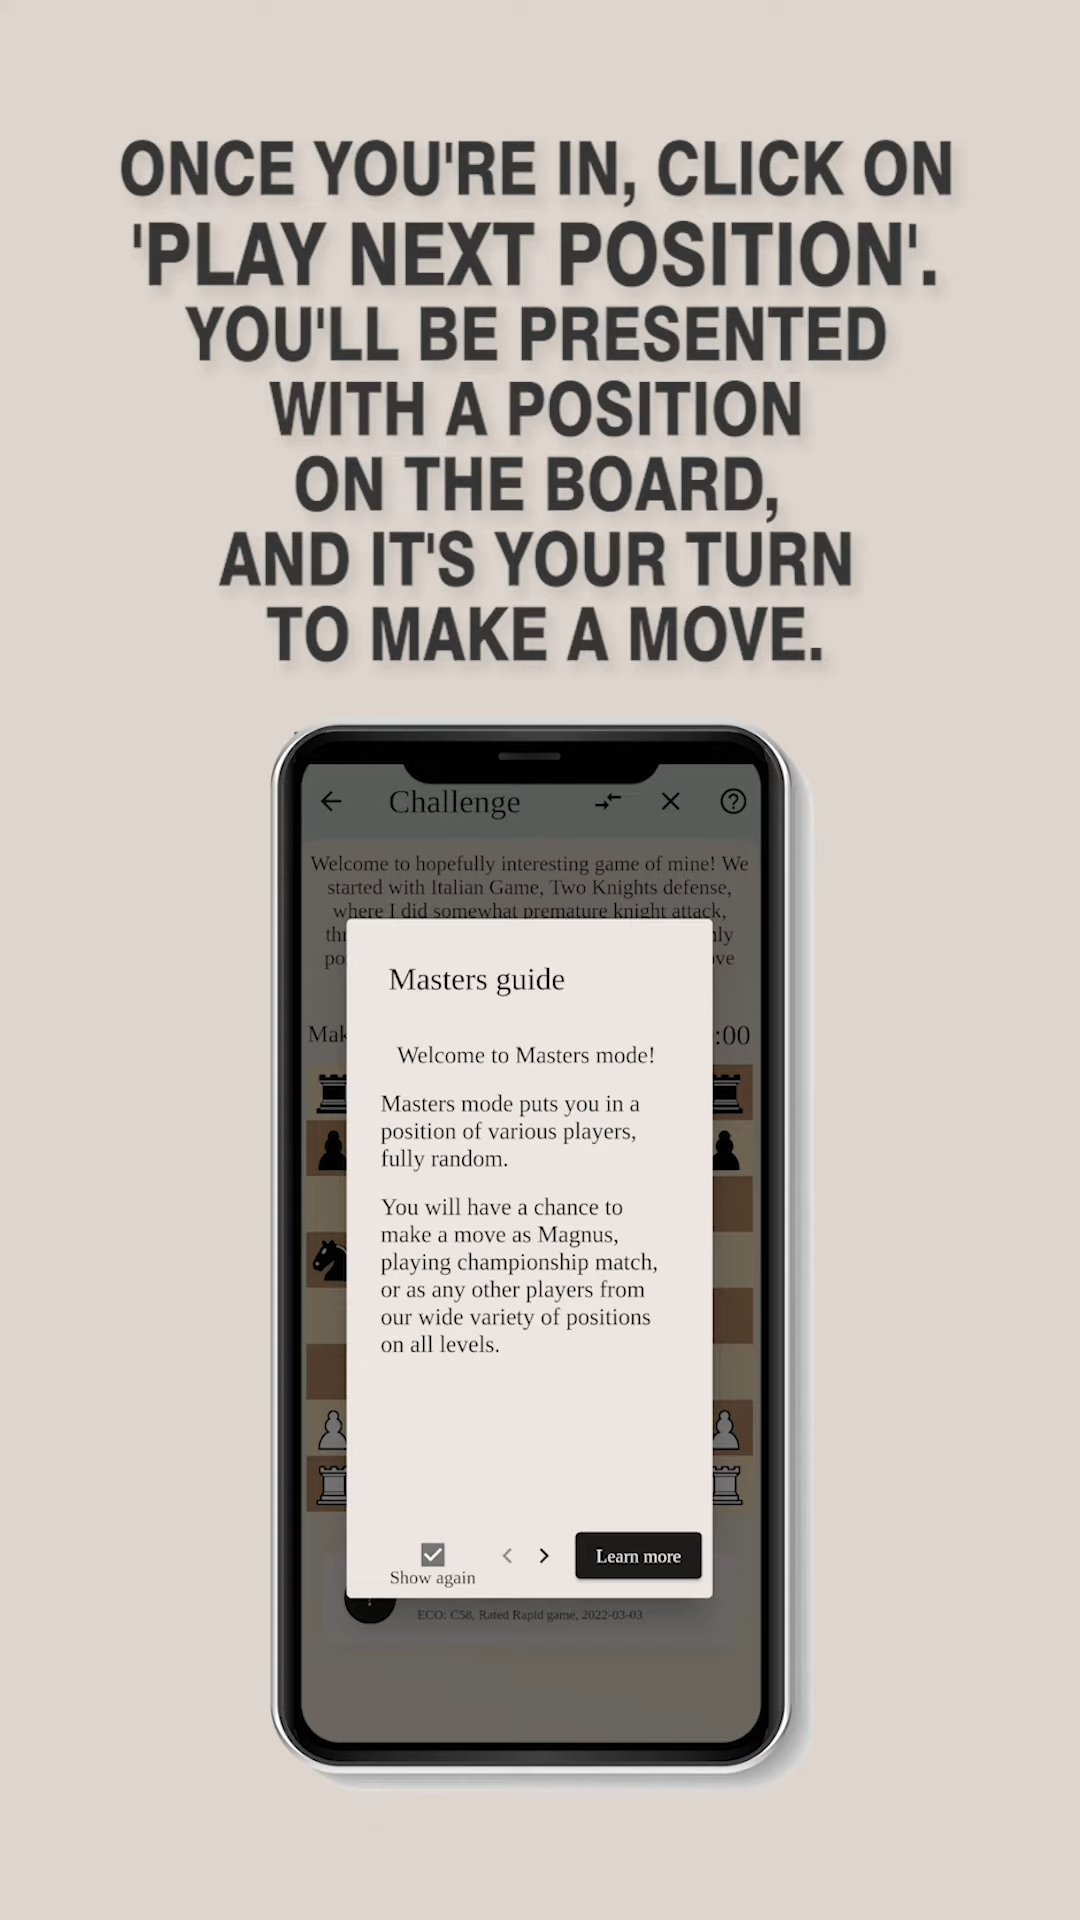 ONCE YOU'RE IN, CLICK ON
'PLAY NEXT POSITION'.
YOU'LL BE PRESENTED
WITH A POSITION
ON THE BOARD,
AND IT'S YOUR TURN
TO MAKE A MOVE.
Challenge
Welcome to hopefully interesting game of mine! We
started with Italian Game, Two Knights defense,
where I did somewhat premature knight attack,
Masters guide
Welcome to Masters mode!
Masters mode puts you in a
position of various players,
fully random.
You will have a chance to
make a move as Magnus,
playing championship match,
or as any other players from
our wide variety of positions
on all levels.
:00
Show again
Learn more
ECO: C58, Rated Rapid game, 2022-03-03